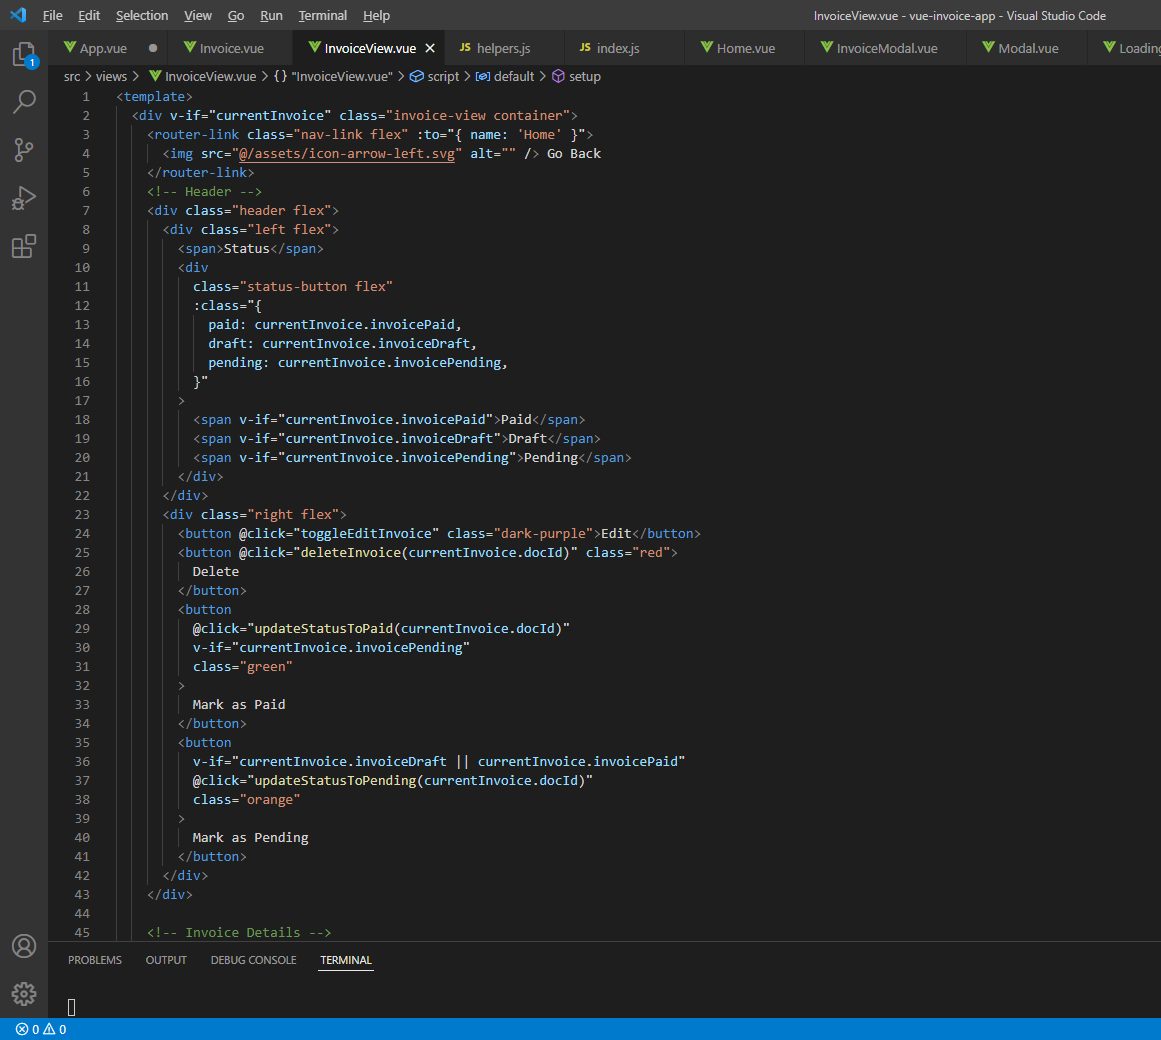 File Edit Selection View Go Run Terminal Help InvoiceView.vue - vue-invoice-app - Visual Studio Code
App.vue Invoice.vue InvoiceView.vue JS helpers.js JS index.js Home.vue InvoiceModal.vue Modal.vue Loading
src > views > InvoiceView.vue > {} "InvoiceView.vue" > script > default > setup
1
1 <template>
2 <div v-if="currentInvoice" class="invoice-view container">
3 <router-link class="nav-link flex" :to="{ name: 'Home' }">
4 <img src="@/assets/icon-arrow-left.svg" alt="" /> Go Back
5 </router-link>
6 <!-- Header -->
7 <div class="header flex">
8 <div class="left flex">
9 <span>Status</span>
10 <div
11 class="status-button flex"
12 :class="{
13 paid: currentInvoice.invoicePaid,
14 draft: currentInvoice.invoiceDraft,
15 pending: currentInvoice.invoicePending,
16 }"
17 >
18 <span v-if="currentInvoice.invoicePaid">Paid</span>
19 <span v-if="currentInvoice.invoiceDraft">Draft</span>
20 <span v-if="currentInvoice.invoicePending">Pending</span>
21 </div>
22 </div>
23 <div class="right flex">
24 <button @click="toggleEditInvoice" class="dark-purple">Edit</button>
25 <button @click="deleteInvoice(currentInvoice.docId)" class="red">
26 Delete
27 </button>
28 <button
29 @click="updateStatusToPaid(currentInvoice.docId)"
30 v-if="currentInvoice.invoicePending"
31 class="green"
32 >
33 Mark as Paid
34 </button>
35 <button
36 v-if="currentInvoice.invoiceDraft || currentInvoice.invoicePaid"
37 @click="updateStatusToPending(currentInvoice.docId)"
38 class="orange"
39 >
40 Mark as Pending
41 </button>
42 </div>
43 </div>
44
45 <!-- Invoice Details -->
PROBLEMS OUTPUT DEBUG CONSOLE TERMINAL
0 0